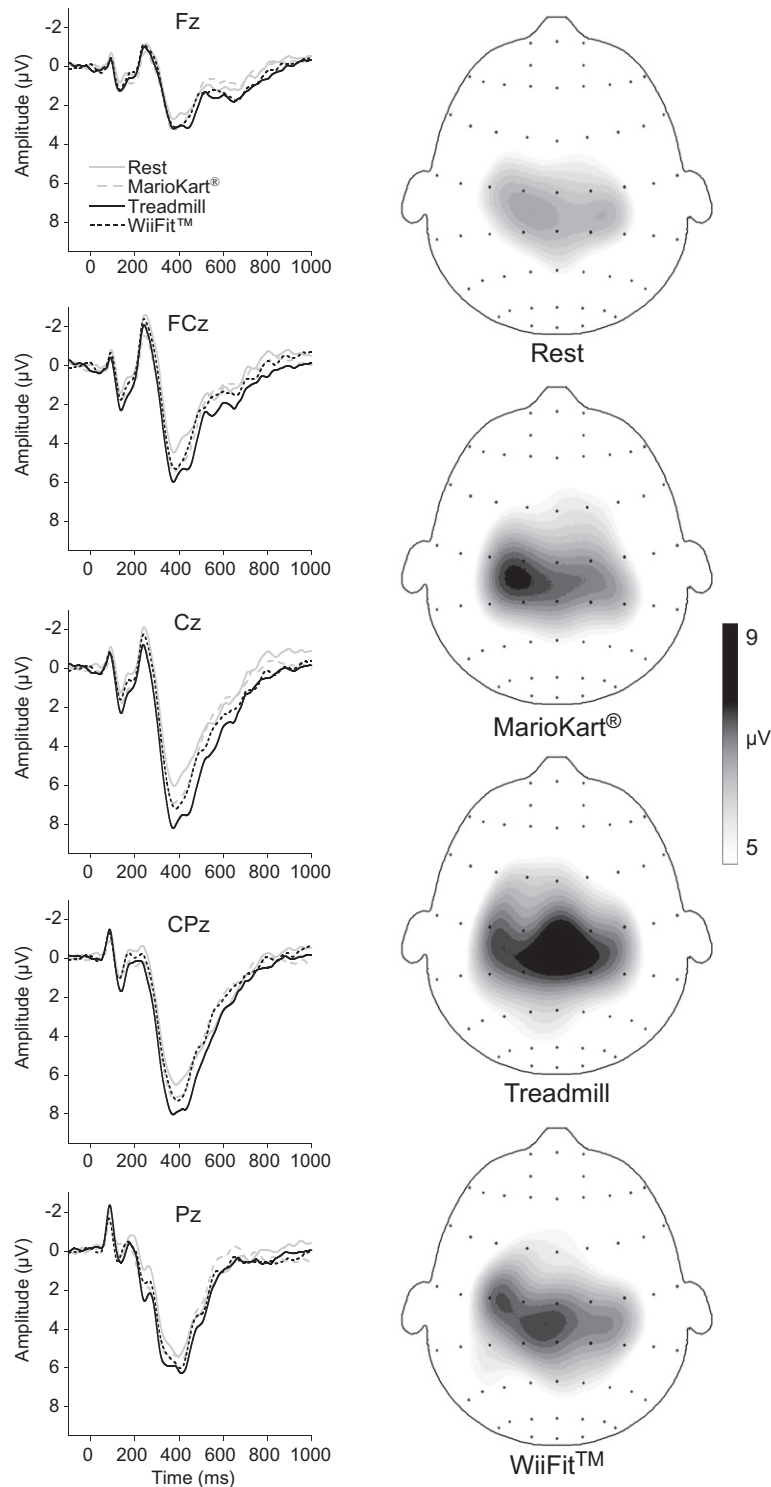 Fz
Amplitude (µV)
-2
0
2
4
6
8
Rest
MarioKart®
Treadmill
WiiFit™
0 200 400 600 800 1000
FCz
Amplitude (µV)
-2
0
2
4
6
8
0 200 400 600 800 1000
Cz
Amplitude (µV)
-2
0
2
4
6
8
0 200 400 600 800 1000
CPz
Amplitude (µV)
-2
0
2
4
6
8
0 200 400 600 800 1000
Pz
Amplitude (µV)
-2
0
2
4
6
8
0 200 400 600 800 1000
Time (ms)
Rest
MarioKart®
Treadmill
WiiFit™
9
µV
5